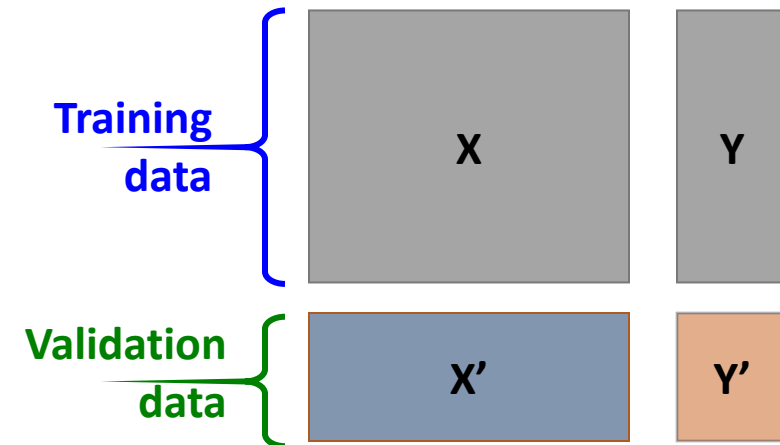 Training
data
X
Y
Validation
data
X’
Y’